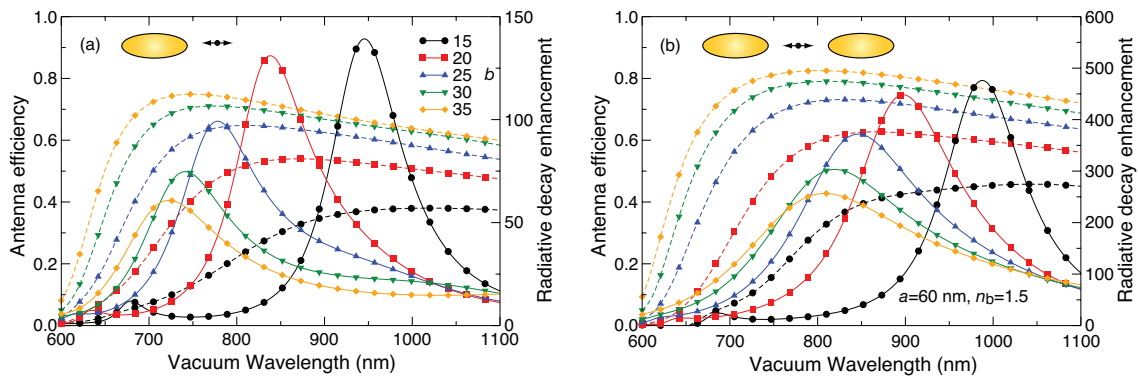 (a)
15
20
25 b
30
35
Antenna efficiency
1.0
0.8
0.6
0.4
0.2
0.0
150
100
50
0
Radiative decay enhancement
600 700 800 900 1000 1100
Vacuum Wavelength (nm)
(b)
a=60 nm, nb=1.5
Antenna efficiency
1.0
0.8
0.6
0.4
0.2
0.0
600
500
400
300
200
100
0
Radiative decay enhancement
600 700 800 900 1000 1100
Vacuum Wavelength (nm)